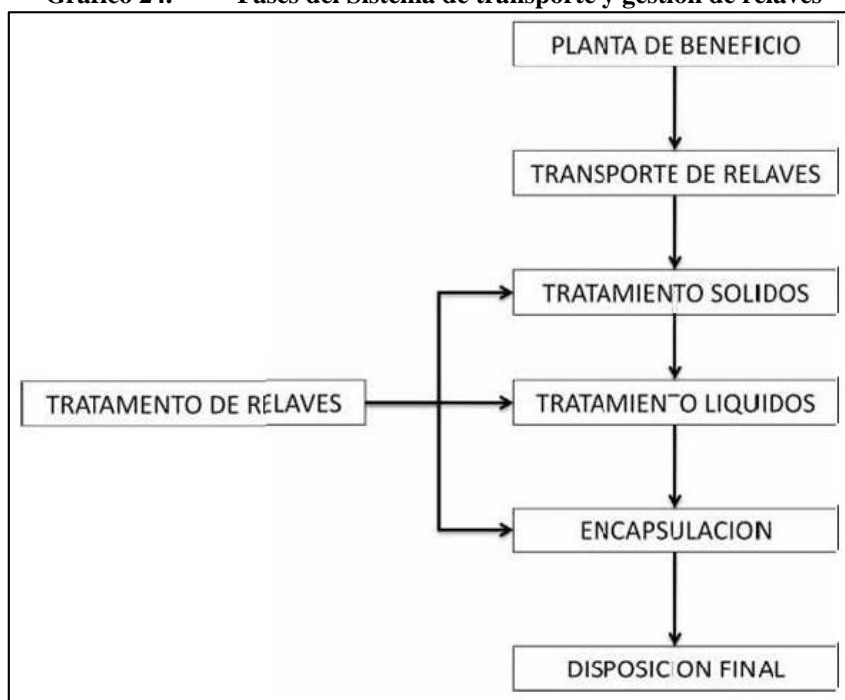 Gráfico 24. Fases del Sistema de transporte y gestión de relaves
PLANTA DE BENEFICIO
TRANSPORTE DE RELAVES
TRATAMIENTO SOLIDOS
TRATAMENTO DE RELAVES
TRATAMIENTO LIQUIDOS
ENCAPSULACION
DISPOSICION FINAL